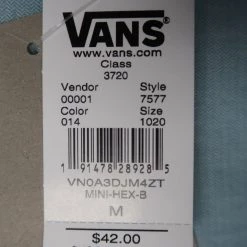 VANS
www.vans.com
Class
3720
Vendor Style
00001 7577
Color Size
014 1020
1 91478 28928 5
VN0A3DJM4ZT
MINI-HEX-B
M
$42.00